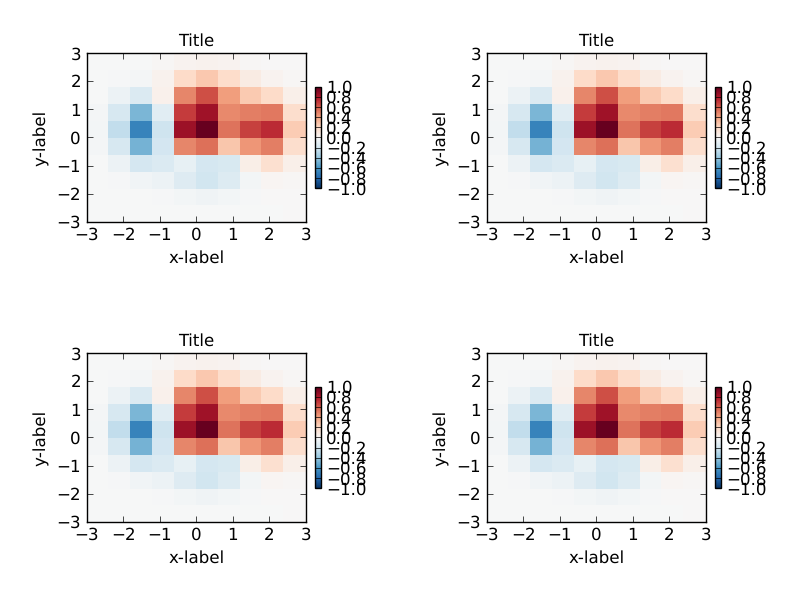 Title Title
3 1.0 3 1.0
2 0.8 2 0.8
0.6 0.6
1 0.4 1 0.4
0.2 0.2
0 0.0 0 0.0
−0.2 −0.2
−1 −0.4 −1 −0.4
−0.6 −0.6
−2 −0.8 −2 −0.8
−1.0 −1.0
−3 −3
y-label y-label
−3 −2 −1 0 1 2 3 −3 −2 −1 0 1 2 3
x-label x-label
Title Title
3 1.0 3 1.0
2 0.8 2 0.8
0.6 0.6
1 0.4 1 0.4
0.2 0.2
0 0.0 0 0.0
−0.2 −0.2
−1 −0.4 −1 −0.4
−0.6 −0.6
−2 −0.8 −2 −0.8
−1.0 −1.0
−3 −3
y-label y-label
−3 −2 −1 0 1 2 3 −3 −2 −1 0 1 2 3
x-label x-label